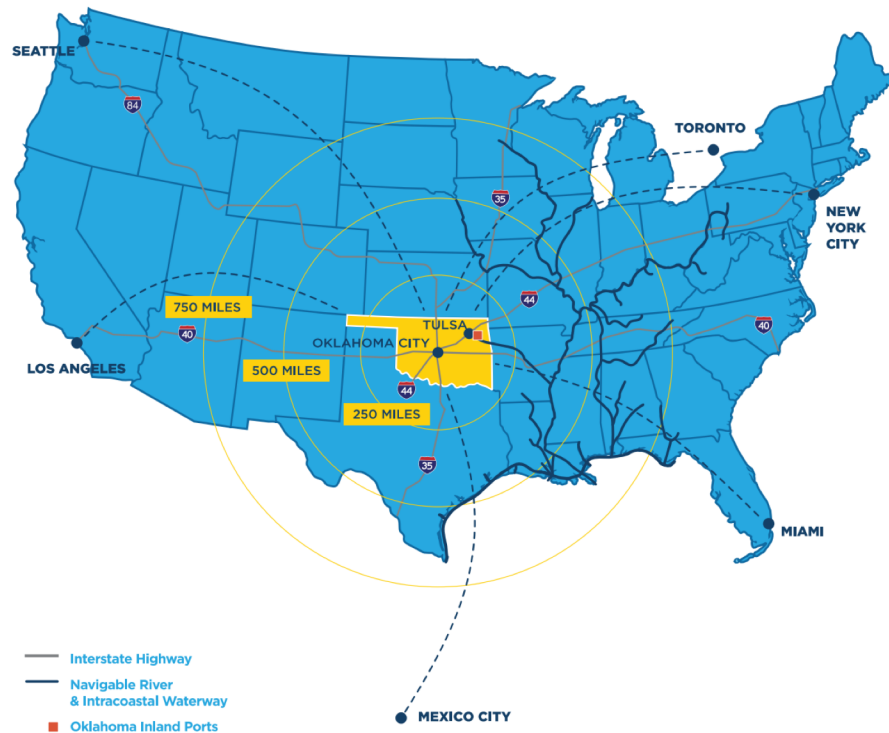 SEATTLE
84
TORONTO
35
NEW
YORK
CITY
750 MILES
44
TULSA
40
40
OKLAHOMA CITY
LOS ANGELES
500 MILES
44
250 MILES
35
MIAMI
Interstate Highway
Navigable River
& Intracoastal Waterway
MEXICO CITY
Oklahoma Inland Ports